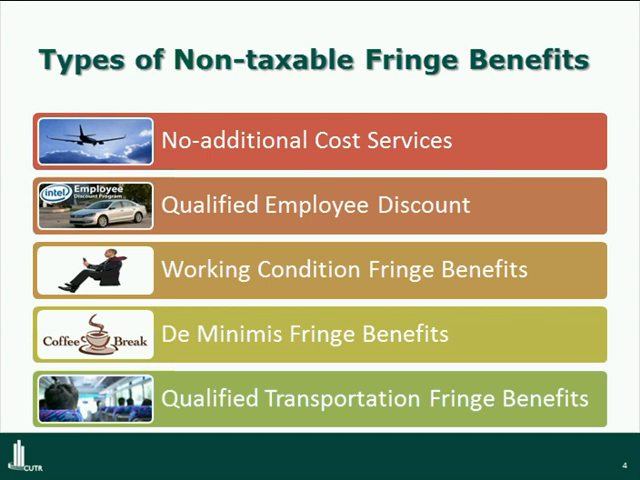 Types of Non-taxable Fringe Benefits
No-additional Cost Services
intel Employee
Discount Program
Qualified Employee Discount
Working Condition Fringe Benefits
Coffee Break
De Minimis Fringe Benefits
Qualified Transportation Fringe Benefits
CUTR
4